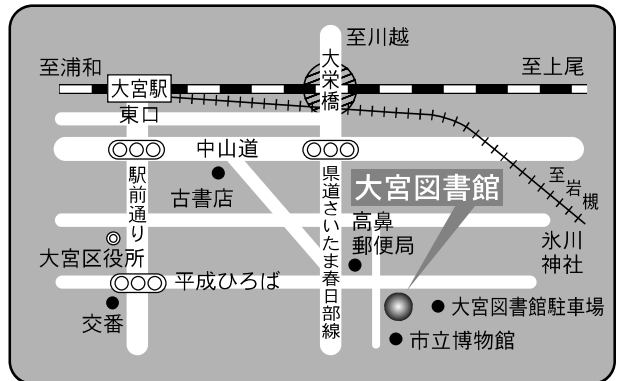 至川越
至浦和
大宮駅
大栄橋
至上尾
東口
中山道
古書店
駅前通り
県道さいたま春日部線
大宮図書館
至岩槻
高鼻
郵便局
氷川
神社
大宮区役所
平成ひろば
交番
大宮図書館駐車場
市立博物館